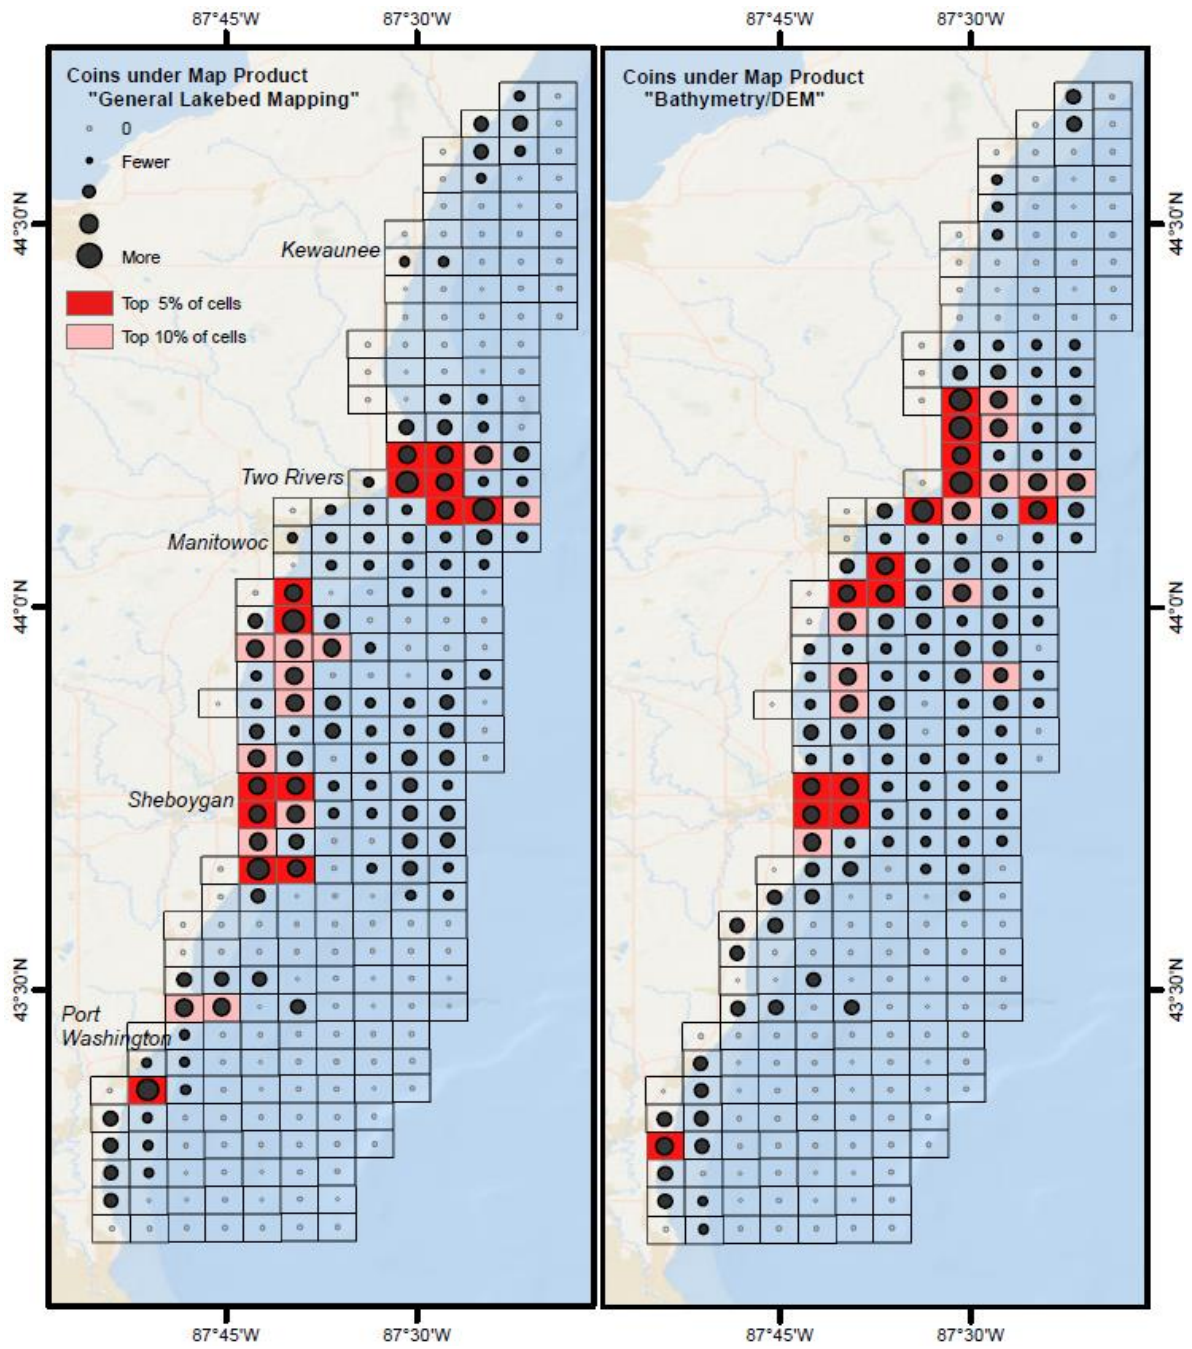 87°45'W 87°30'W 87°45'W 87°30'W
Coins under Map Product
"General Lakebed Mapping"
0
Fewer
More
Top 5% of cells
Top 10% of cells
Coins under Map Product
"Bathymetry/DEM"
44°30'N
44°30'N
Kewaunee
Two Rivers
Manitowoc
44°0'N
44°0'N
Sheboygan
43°30'N
43°30'N
Port
Washington
87°45'W 87°30'W 87°45'W 87°30'W